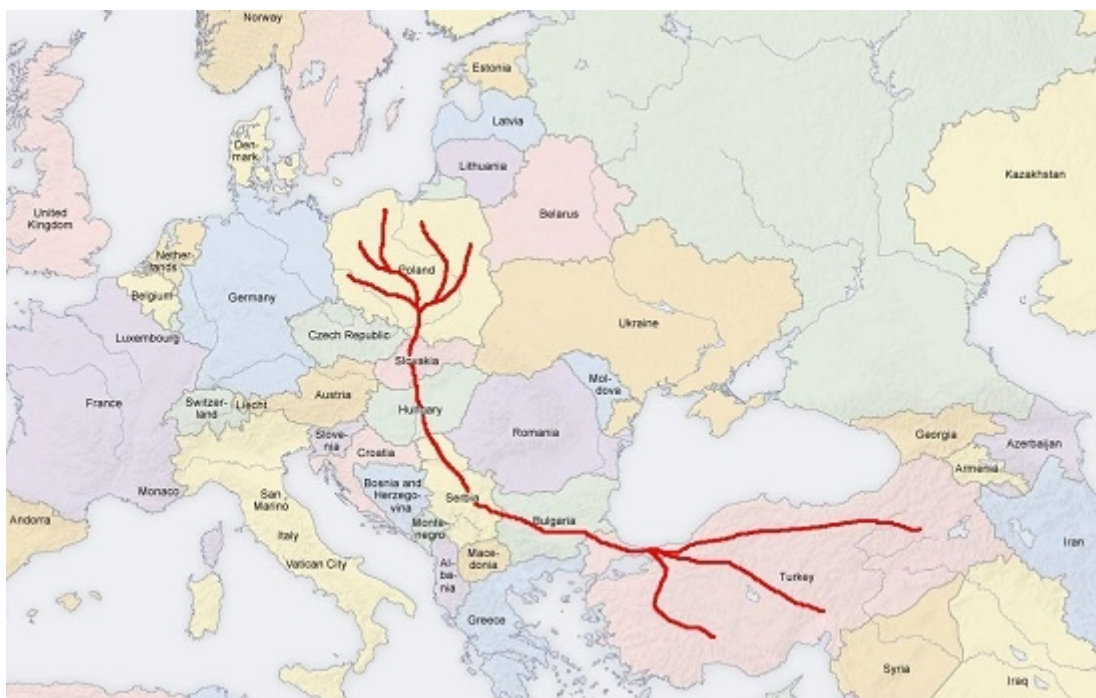 Norway
Estonia
Latvia
Den-
mark
Lithuania
Kazakhstan
United
Kingdom
Belarus
Nether-
lands
Poland
Belgium
Germany
Luxembourg
Czech Republic
Ukraine
Slovakia
France
Switzer-
land
Liecht
Austria
Hungary
Mol-
dova
Slove-
nia
Romania
Croatia
Georgia
Azerbaijan
Armenia
Monaco
San
Marino
Bosnia and
Herzego-
vina
Serbia
Andorra
Italy
Monte-
negro
Bulgaria
Iran
Vatican City
Al-
ba-
nia
Mace-
donia
Turkey
Greece
Syria
Iraq